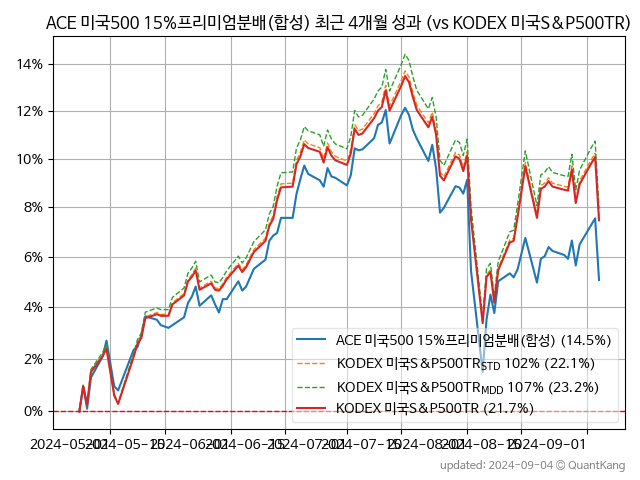 ACE 미국500 15%프리미엄분배(합성) 최근 4개월 성과 (vs KODEX 미국S&P500TR)
14%
12%
10%
8%
6%
4%
2%
0%
ACE 미국500 15%프리미엄분배(합성) (14.5%)
KODEX 미국S&P500TR_STD 102% (22.1%)
KODEX 미국S&P500TR_MDD 107% (23.2%)
KODEX 미국S&P500TR (21.7%)
2024-05-01 2024-05-15 2024-06-01 2024-06-15 2024-07-01 2024-07-15 2024-08-01 2024-08-15 2024-09-01
updated: 2024-09-04 © QuantKang